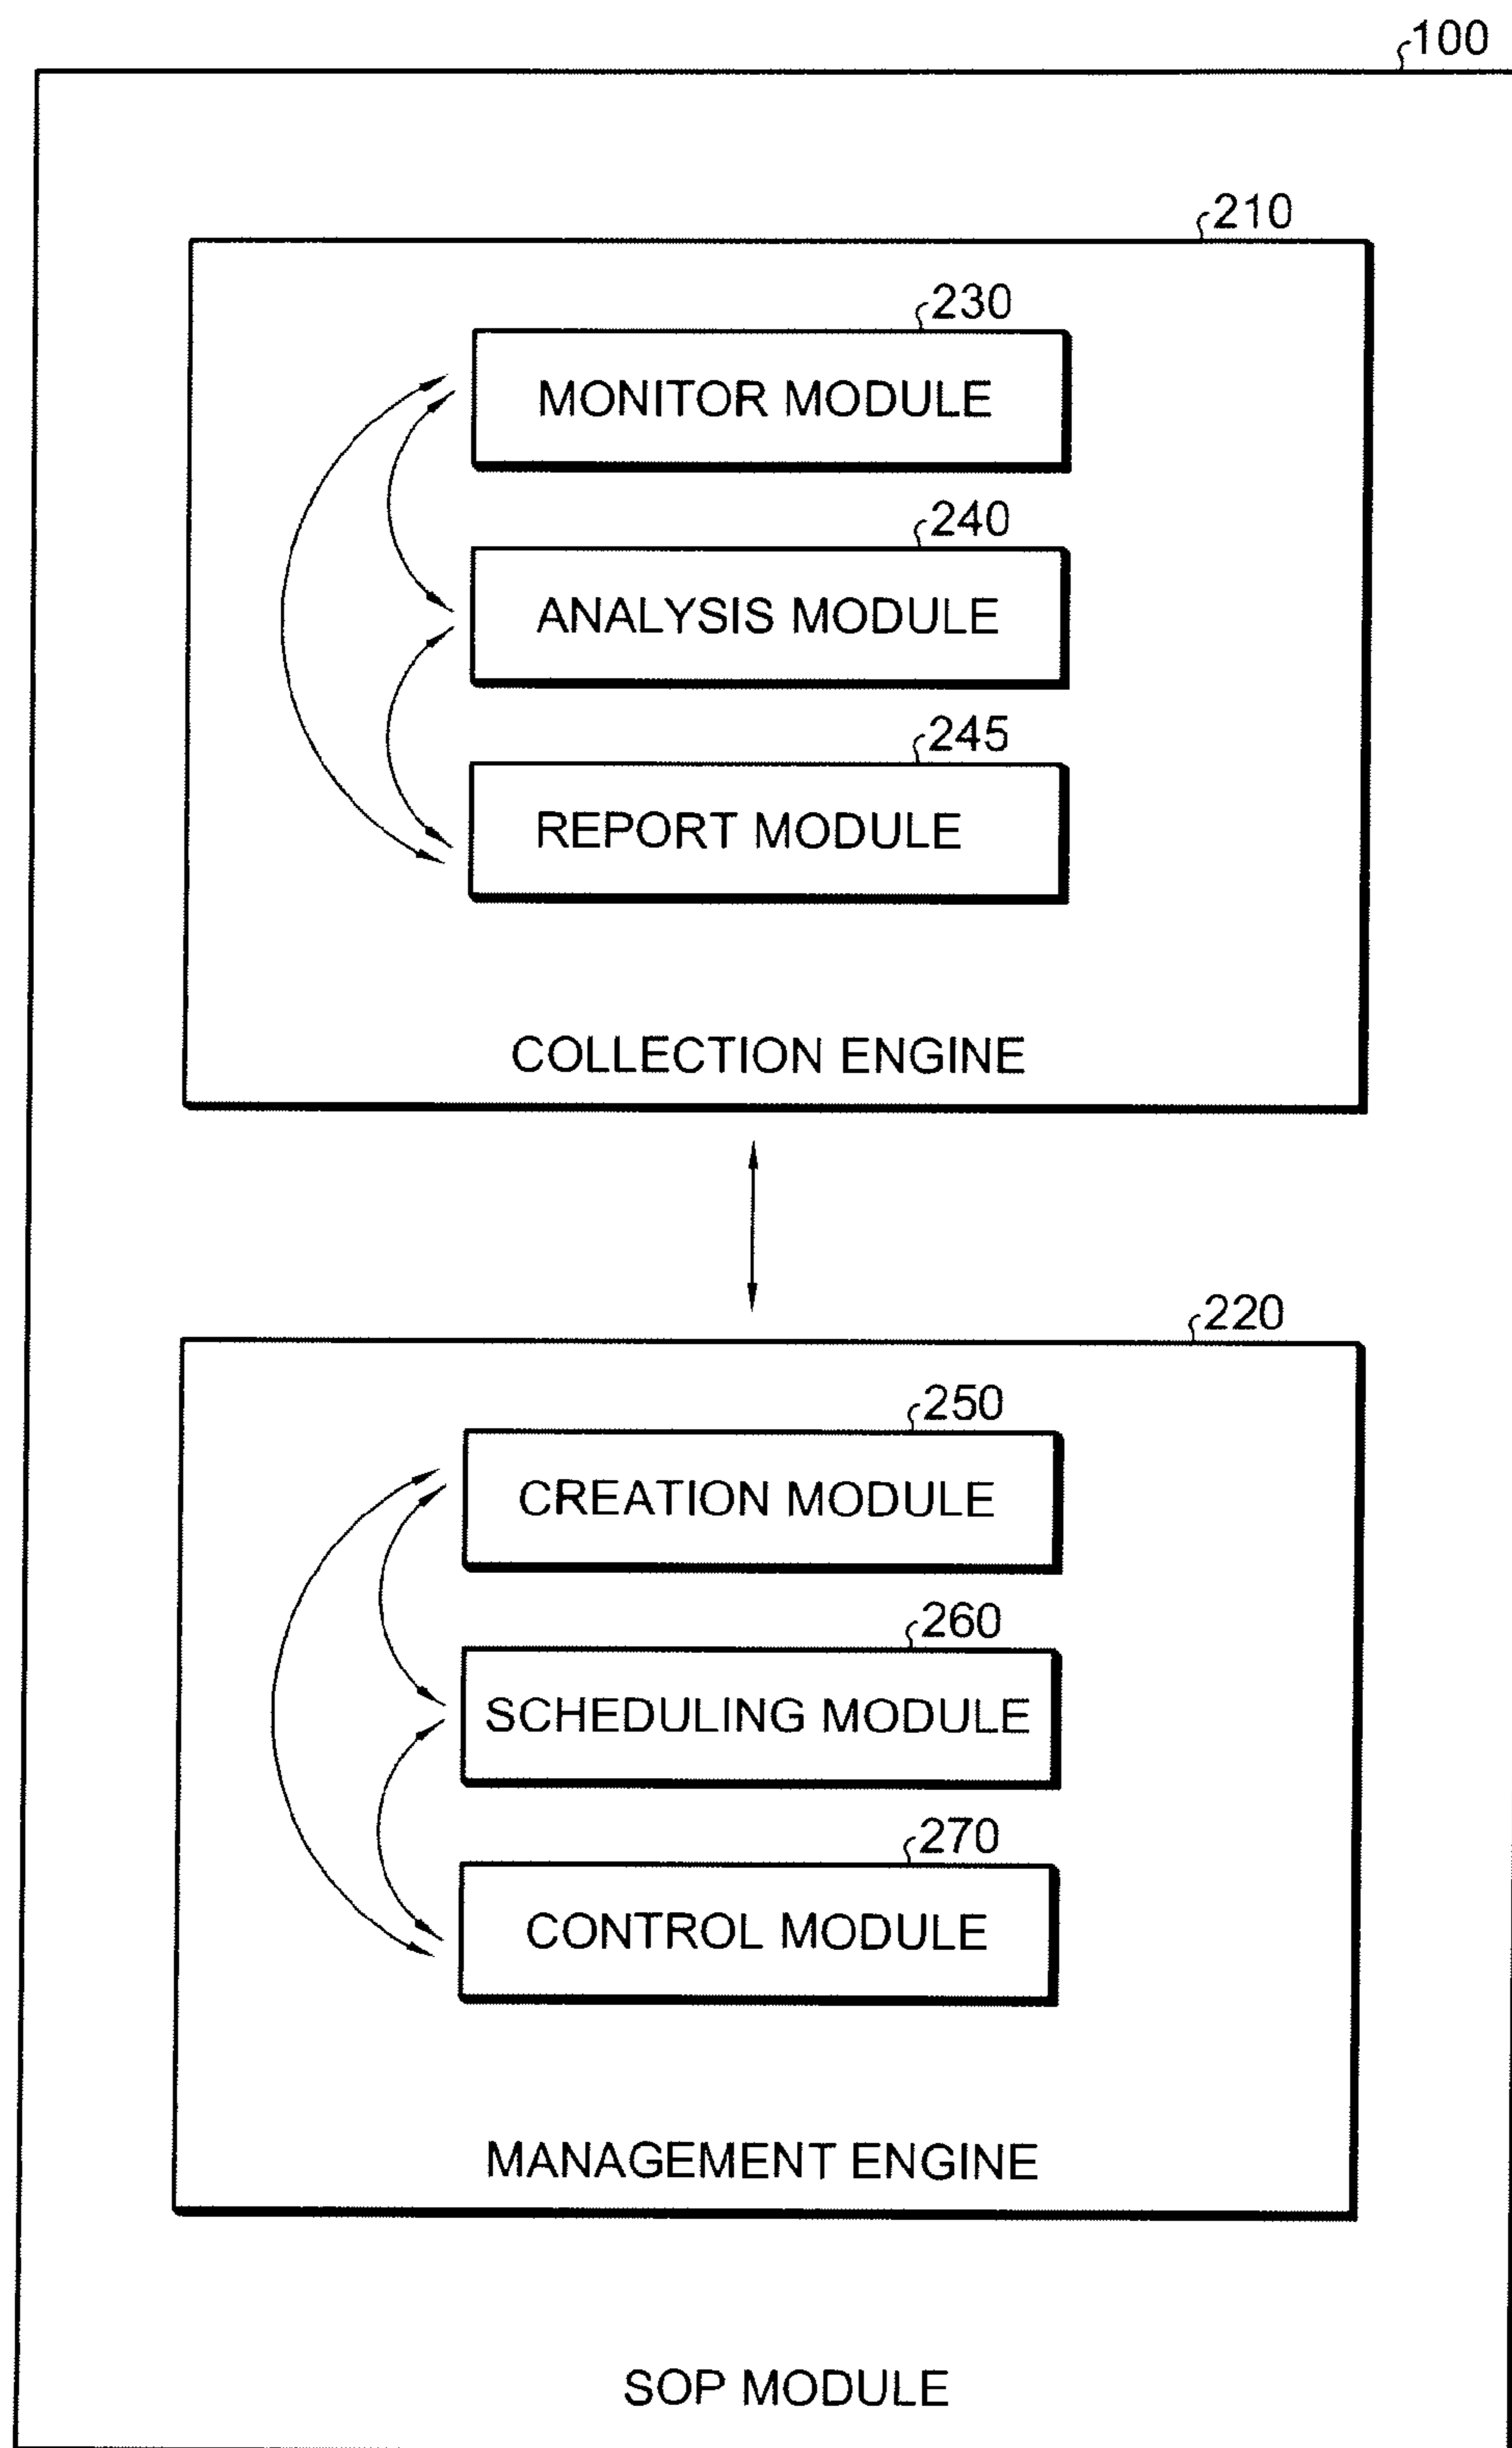 100
210
230
MONITOR MODULE
240
ANALYSIS MODULE
245
REPORT MODULE
COLLECTION ENGINE
220
250
CREATION MODULE
260
SCHEDULING MODULE
270
CONTROL MODULE
MANAGEMENT ENGINE
SOP MODULE